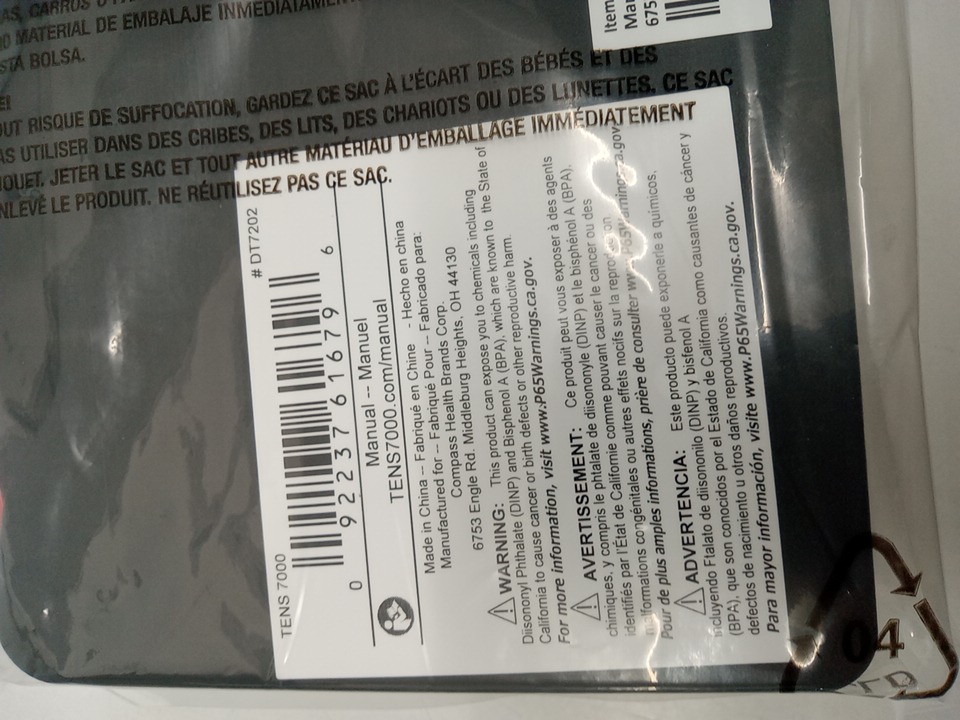 AS, CARROS O
O MATERIAL DE EMBALAJE INMEDIATAMENTE
STA BOLSA.
OUT RISQUE DE SUFFOCATION, GARDEZ CE SAC À L'ÉCART DES BÉBÉS ET DES
AS UTILISER DANS DES CRIBES, DES LITS, DES CHARIOTS OU DES LUNETTES. CE SAC
OUET. JETER LE SAC ET TOUT AUTRE MATÉRIAU D'EMBALLAGE IMMÉDIATEMENT
NLEVÉ LE PRODUIT. NE RÉUTILISEZ PAS CE SAC.
Item
Mar
675
TENS 7000 # DT7202
0 92237 61679 6
Manual -- Manuel
TENS7000.com/manual
Made in China -- Fabriqué en Chine - Hecho en china
Manufactured for -- Fabriqué Pour -- Fabricado para:
Compass Health Brands Corp.
6753 Engle Rd. Middleburg Heights, OH 44130
WARNING: This product can expose you to chemicals including
Diisononyl Phthalate (DINP) and Bisphenol A (BPA), which are known to the State of
California to cause cancer or birth defects or other reproductive harm.
For more information, visit www.P65Warnings.ca.gov.
AVERTISSEMENT: Ce produit peut vous exposer à des agents
chimiques, y compris le phtalate de diisononyle (DINP) et le bisphénol A (BPA),
identifiés par l'État de Californie comme pouvant causer le cancer ou des
malformations congénitales ou autres effets nocifs sur la reproduction
Pour de plus amples informations, prière de consulter www.P65Warnings.ca.gov
ADVERTENCIA: Este producto puede exponerle a químicos,
incluyendo Ftalato de diisononilo (DINP) y bisfenol A
(BPA), que son conocidos por el Estado de California como causantes de cáncer y
defectos de nacimiento u otros daños reproductivos.
Para mayor información, visite www.P65Warnings.ca.gov.
04